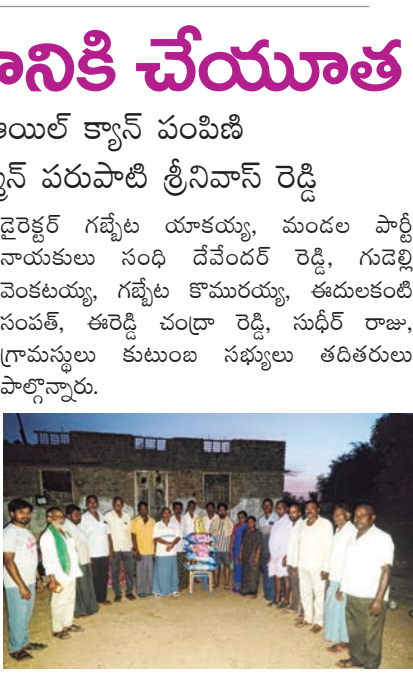 ానికి చేయూత
ఆయిల్ క్యాన్ పంపిణి
మన్ పరుపాటి శ్రీనివాస్ రెడ్డి
డైరెక్టర్ గబ్బేట యాకయ్య, మండల పార్టీ
నాయకులు సంధి దేవేందర్ రెడ్డి, గుడెల్లి
వెంకటయ్య, గబ్బేట కొమురయ్య, ఈదులకంటి
సంపత్, ఈరెడ్డి చంద్రా రెడ్డి, సుధీర్ రాజు,
గ్రామస్థులు కుటుంబ సభ్యులు తదితరులు
పాల్గొన్నారు.